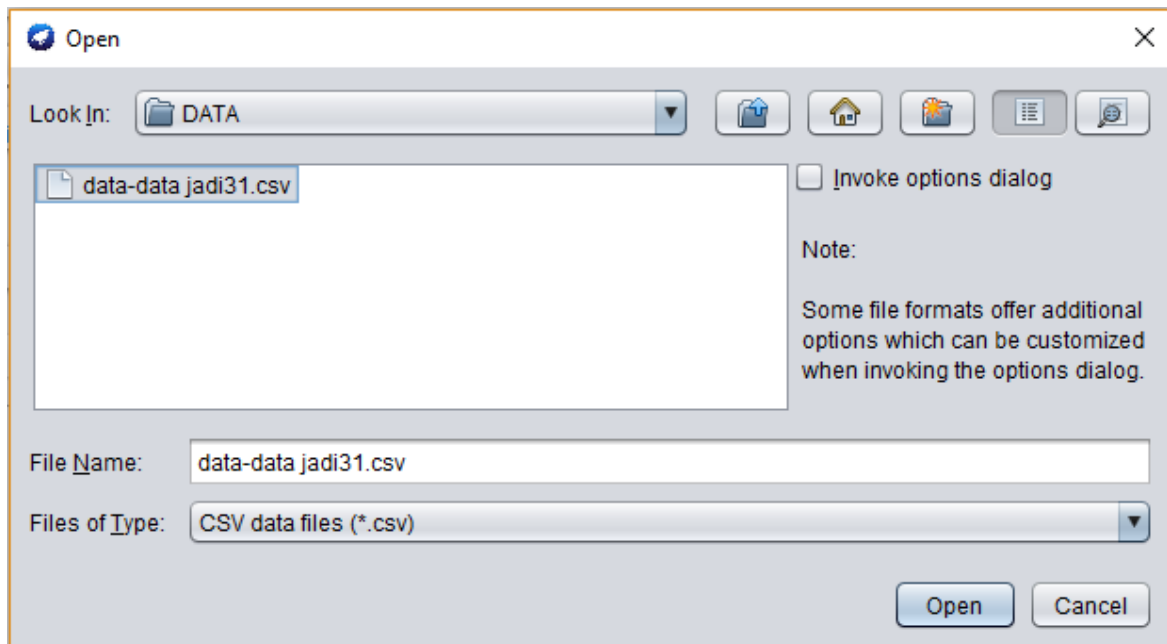 Open
Look In: DATA
data-data jadi31.csv
Invoke options dialog
Note:
Some file formats offer additional
options which can be customized
when invoking the options dialog.
File Name: data-data jadi31.csv
Files of Type: CSV data files (*.csv)
Open Cancel